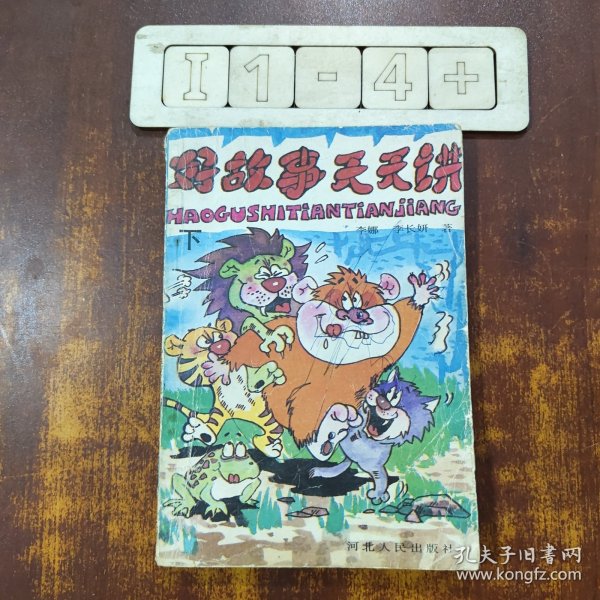 I 1 - 4 +
好故事天天讲
HAOGUSHITIANTIANJIANG
下
李娜 李长妍 著
河北人民出版社
孔夫子旧书网
www.kongfz.com